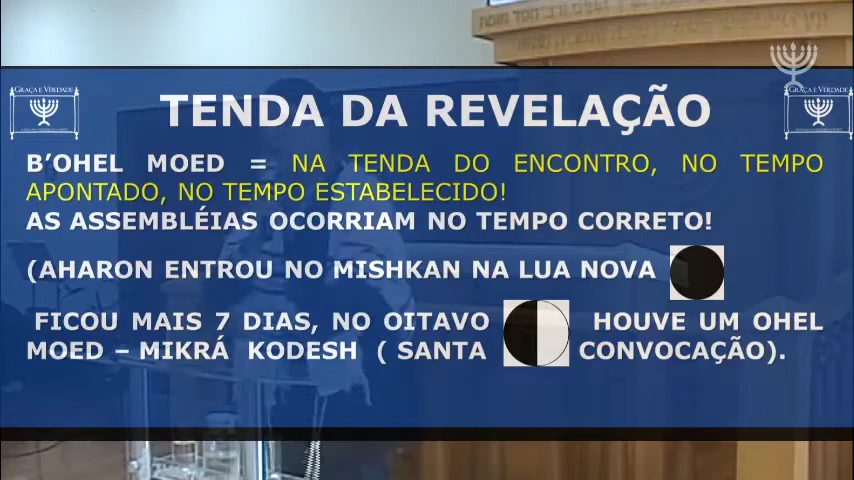 GRAÇA E VERDADE
GRAÇA E VERDADE
TENDA DA REVELAÇÃO
B’OHEL MOED = NA TENDA DO ENCONTRO, NO TEMPO
APONTADO, NO TEMPO ESTABELECIDO!
AS ASSEMBLÉIAS OCORRIAM NO TEMPO CORRETO!
(AHARON ENTROU NO MISHKAN NA LUA NOVA
FICOU MAIS 7 DIAS, NO OITAVO HOUVE UM OHEL
MOED – MIKRÁ KODESH ( SANTA CONVOCAÇÃO).